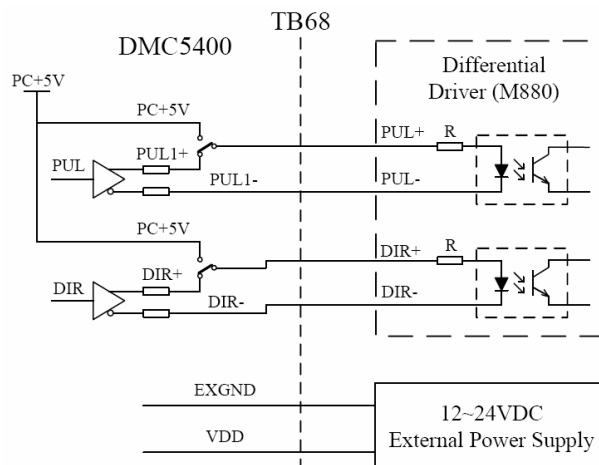 TB68
DMC5400
PC+5V
PC+5V
PUL
PUL1+
PUL1-
PC+5V
DIR
DIR+
DIR-
Differential
Driver (M880)
PUL+
R
PUL-
DIR+
R
DIR-
EXGND
VDD
12~24VDC
External Power Supply